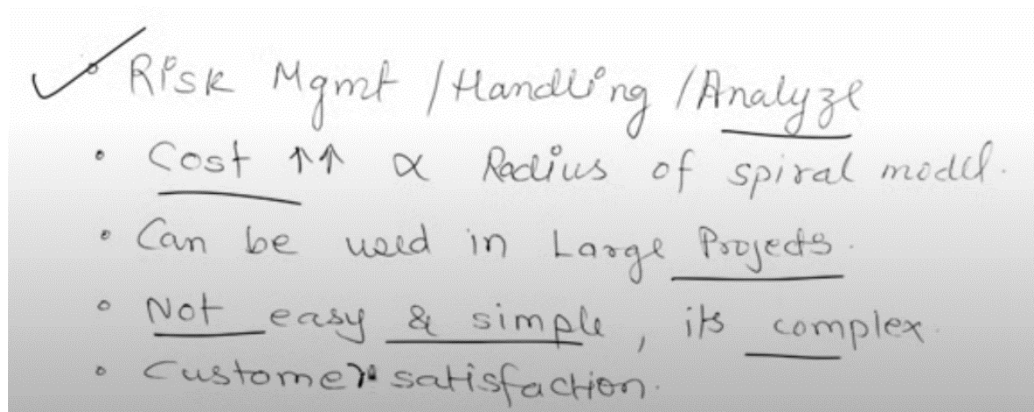 • Risk Mgmt / Handling / Analyze
• Cost ↑↑ ∝ Radius of spiral model.
• Can be used in Large Projects.
• Not easy & simple, its complex.
• Customer satisfaction.